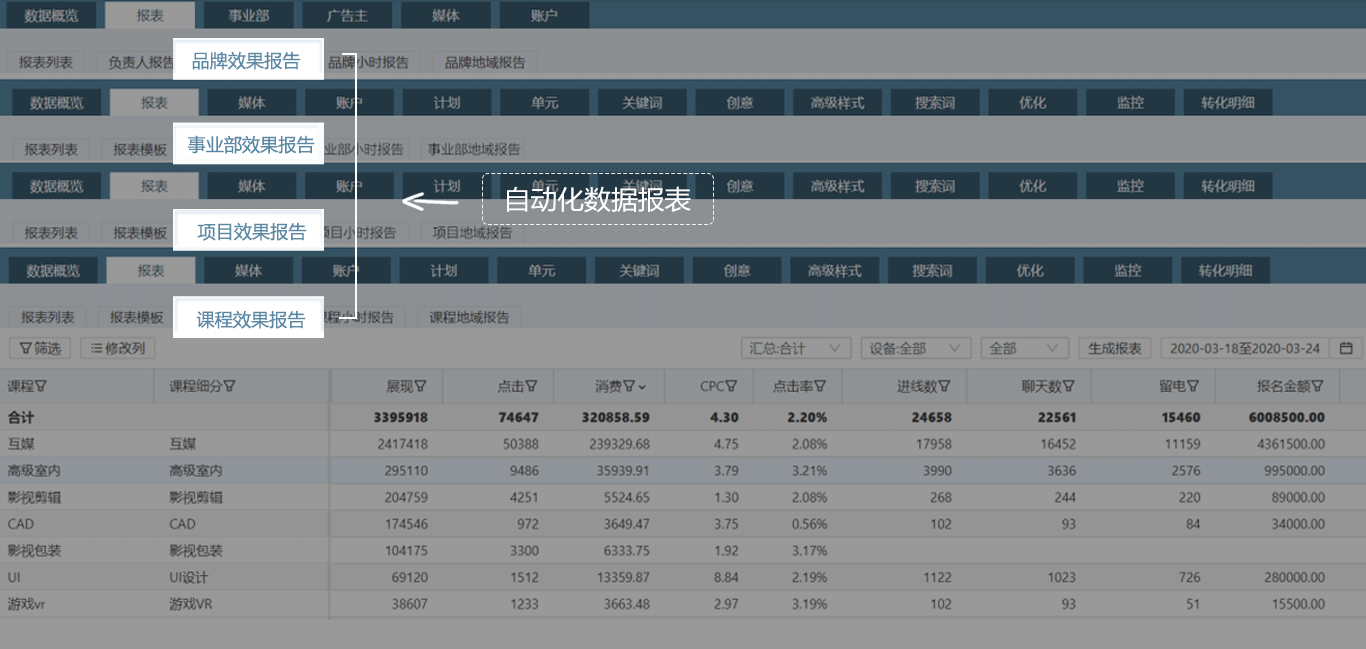 数据概览 报表 事业部 广告主 媒体 账户
报表列表 负责人报告 品牌效果报告 品牌小时报告 品牌地域报告
数据概览 报表 媒体 账户 计划 单元 关键词 创意 高级样式 搜索词 优化 监控 转化明细
报表列表 报表模板 事业部效果报告 业部小时报告 事业部地域报告
数据概览 报表 媒体 账户 计划 单元 关键词 创意 高级样式 搜索词 优化 监控 转化明细
自动化数据报表
报表列表 报表模板 项目效果报告 项目小时报告 项目地域报告
数据概览 报表 媒体 账户 计划 单元 关键词 创意 高级样式 搜索词 优化 监控 转化明细
报表列表 报表模板 课程效果报告 课程小时报告 课程地域报告
筛选 修改列 汇总:合计 设备:全部 全部 生成报表 2020-03-18至2020-03-24
课程 课程细分 展现 点击 消费 CPC 点击率 进线数 聊天数 留电 报名金额
合计 3395918 74647 320858.59 4.30 2.20% 24658 22561 15460 6008500.00
互媒 互媒 2417418 50388 239329.68 4.75 2.08% 17958 16452 11159 4361500.00
高级室内 高级室内 295110 9486 35939.91 3.79 3.21% 3990 3636 2576 995000.00
影视剪辑 影视剪辑 204759 4251 5524.65 1.30 2.08% 268 244 220 89000.00
CAD CAD 174546 972 3649.47 3.75 0.56% 102 93 84 34000.00
影视包装 影视包装 104175 3300 6333.75 1.92 3.17%
UI UI设计 69120 1512 13359.87 8.84 2.19% 1122 1023 726 280000.00
游戏vr 游戏VR 38607 1233 3663.48 2.97 3.19% 102 93 51 15500.00